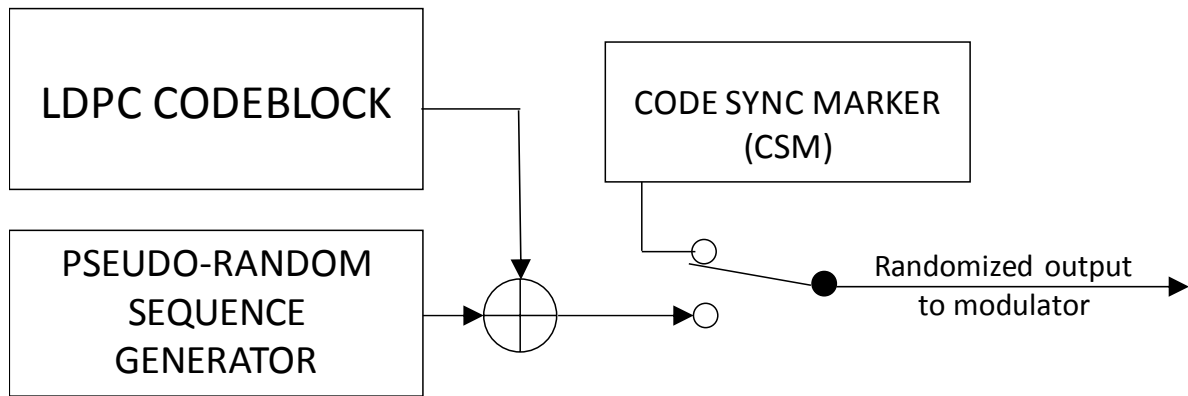 LDPC CODEBLOCK
CODE SYNC MARKER
(CSM)
PSEUDO-RANDOM
SEQUENCE
GENERATOR
Randomized output
to modulator